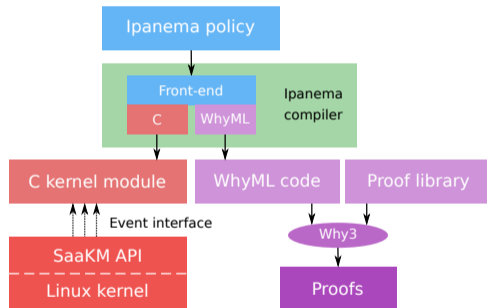 Ipanema policy
Front-end
Ipanema
compiler
C
WhyML
C kernel module
WhyML code
Proof library
Event interface
Why3
SaaKM API
Linux kernel
Proofs